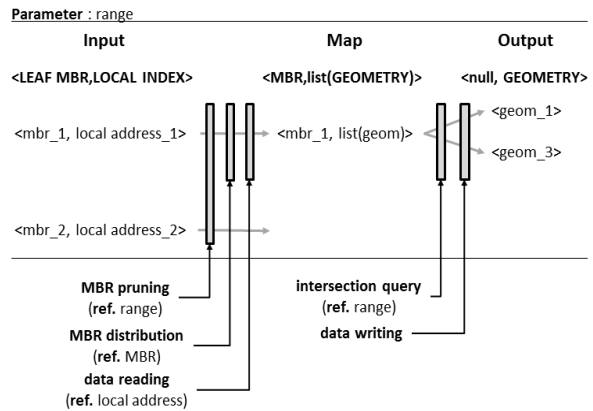 Parameter : range
Input Map Output
<LEAF MBR,LOCAL INDEX> <MBR,list(GEOMETRY)> <null, GEOMETRY>
<geom_1>
<mbr_1, local address_1> <mbr_1, list(geom)>
<geom_3>
<mbr_2, local address_2>
MBR pruning intersection query
(ref. range) (ref. range)
MBR distribution data writing
(ref. MBR)
data reading
(ref. local address)